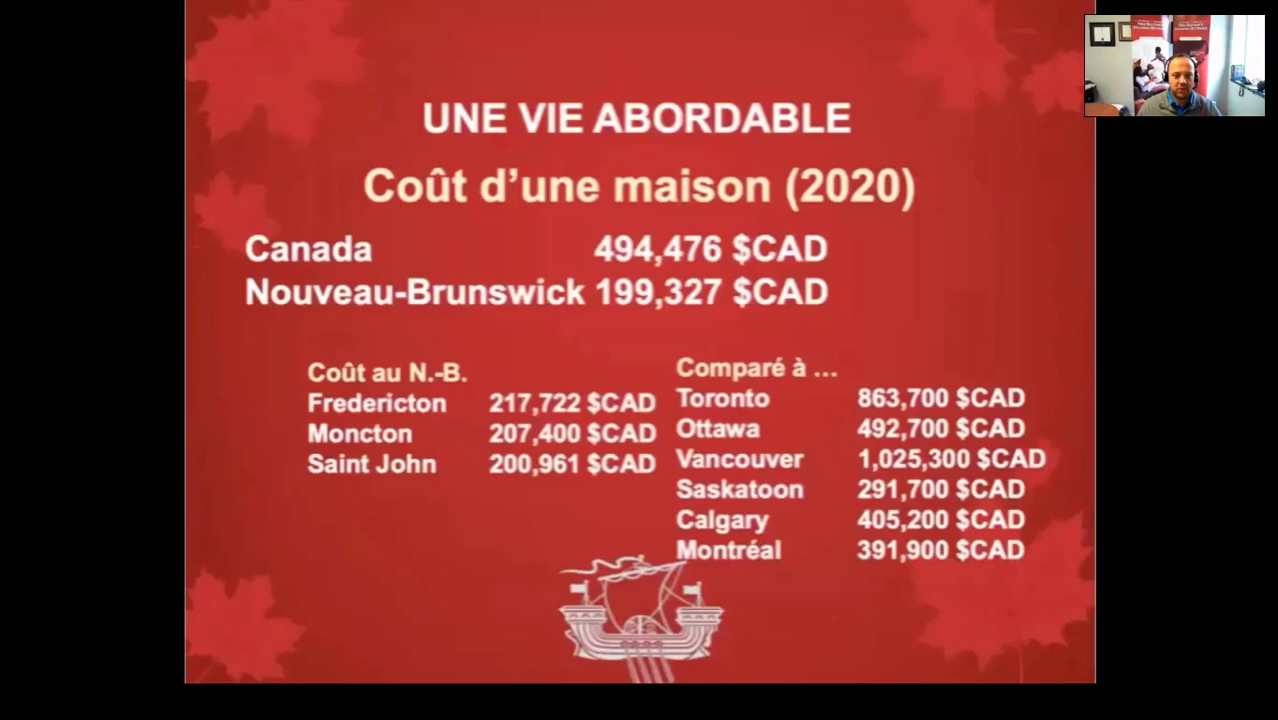 UNE VIE ABORDABLE
Coût d’une maison (2020)
Canada 494,476 $CAD
Nouveau-Brunswick 199,327 $CAD
Coût au N.-B.
Fredericton 217,722 $CAD
Moncton 207,400 $CAD
Saint John 200,961 $CAD
Comparé à ...
Toronto 863,700 $CAD
Ottawa 492,700 $CAD
Vancouver 1,025,300 $CAD
Saskatoon 291,700 $CAD
Calgary 405,200 $CAD
Montréal 391,900 $CAD